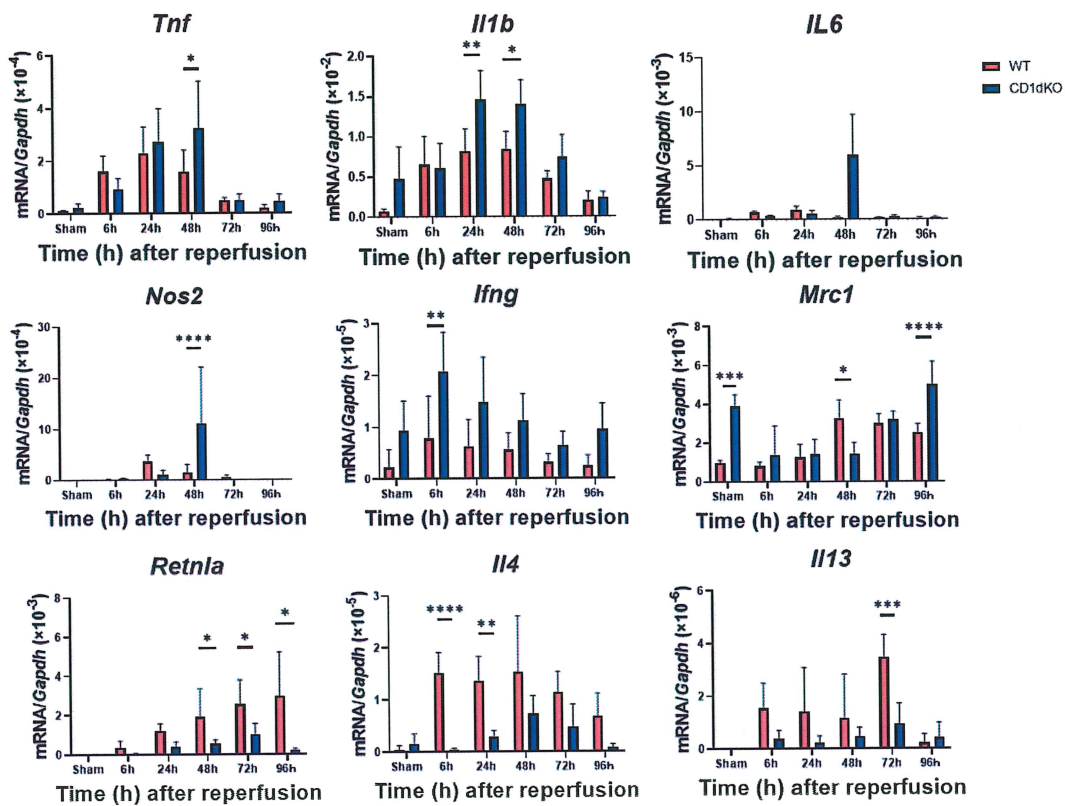 Tnf
Il1b
IL6
WT
CD1dKO
mRNA/Gapdh (×10⁻⁴)
6
4
2
0
*
Sham 6h 24h 48h 72h 96h
Time (h) after reperfusion
mRNA/Gapdh (×10⁻²)
2.0
1.5
1.0
0.5
0.0
** *
Sham 6h 24h 48h 72h 96h
Time (h) after reperfusion
mRNA/Gapdh (×10⁻³)
15
10
5
0
Sham 6h 24h 48h 72h 96h
Time (h) after reperfusion
Nos2
Ifng
Mrc1
mRNA/Gapdh (×10⁻⁴)
30
20
10
0
****
Sham 6h 24h 48h 72h 96h
Time (h) after reperfusion
mRNA/Gapdh (×10⁻⁵)
3
2
1
0
**
Sham 6h 24h 48h 72h 96h
Time (h) after reperfusion
mRNA/Gapdh (×10⁻³)
8
6
4
2
0
*** * ****
Sham 6h 24h 48h 72h 96h
Time (h) after reperfusion
Retnla
Il4
Il13
mRNA/Gapdh (×10⁻³)
8
6
4
2
0
* * *
Sham 6h 24h 48h 72h 96h
Time (h) after reperfusion
mRNA/Gapdh (×10⁻⁵)
3
2
1
0
**** **
Sham 6h 24h 48h 72h 96h
Time (h) after reperfusion
mRNA/Gapdh (×10⁻⁶)
6
4
2
0
***
Sham 6h 24h 48h 72h 96h
Time (h) after reperfusion